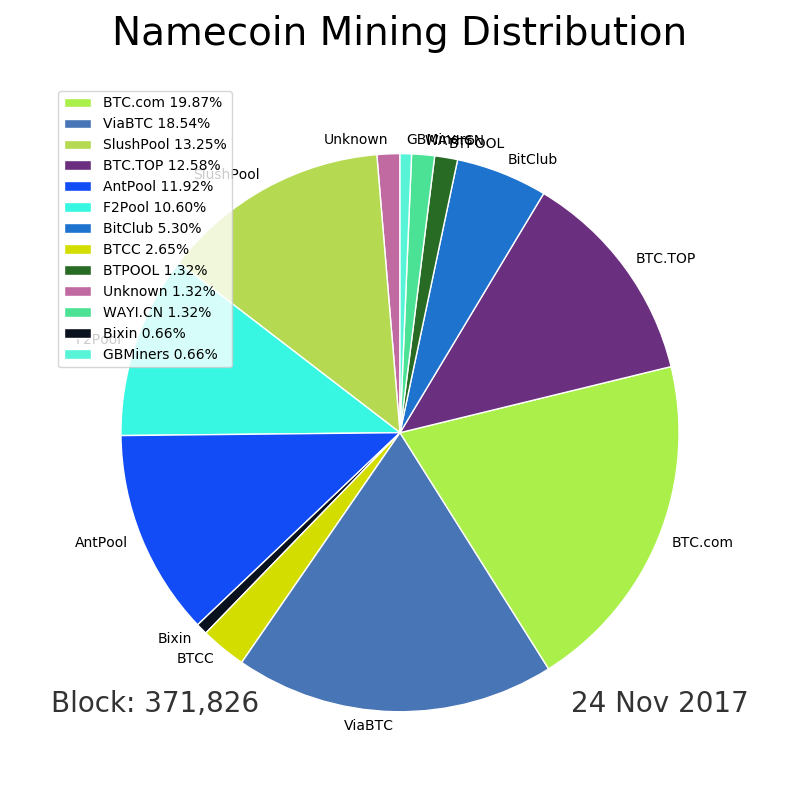 Namecoin Mining Distribution
BTC.com 19.87%
ViaBTC 18.54%
SlushPool 13.25%
BTC.TOP 12.58%
AntPool 11.92%
F2Pool 10.60%
BitClub 5.30%
BTCC 2.65%
BTPOOL 1.32%
Unknown 1.32%
WAYI.CN 1.32%
Bixin 0.66%
GBMiners 0.66%
Unknown
GBMiners
WAYI.CN
BTPOOL
BitClub
SlushPool
BTC.TOP
F2Pool
AntPool
BTC.com
Bixin
BTCC
ViaBTC
Block: 371,826
24 Nov 2017